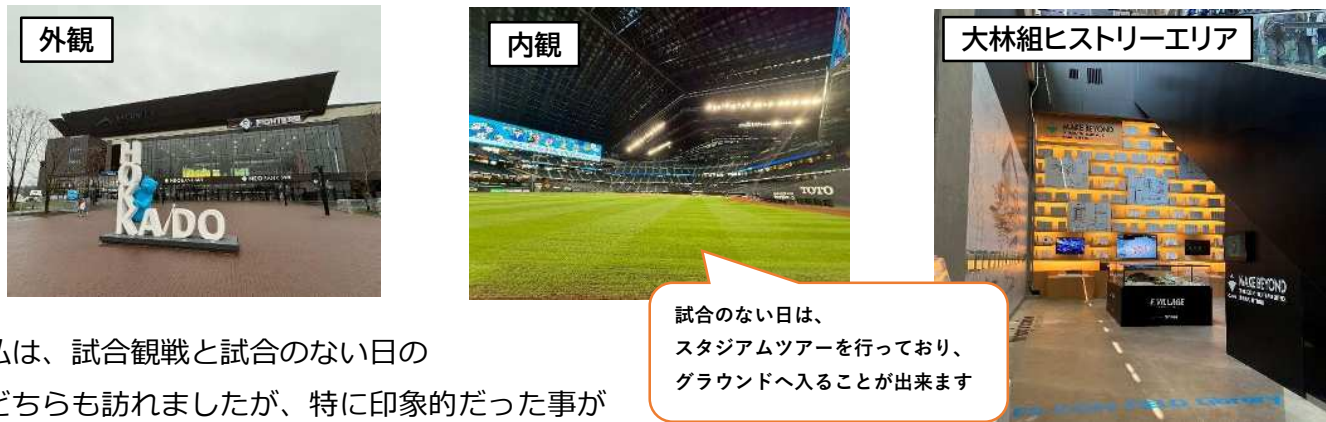 外観
内観
大林組ヒストリーエリア
FIGHTERS
HOKKAIDO
TOTO
MAKE BEYOND
F VILLAGE
MAKE BEYOND
試合のない日は、
スタジアムツアーを行っており、
グラウンドへ入ることが出来ます
は、試合観戦と試合のない日の
どちらも訪れましたが、特に印象的だった事が